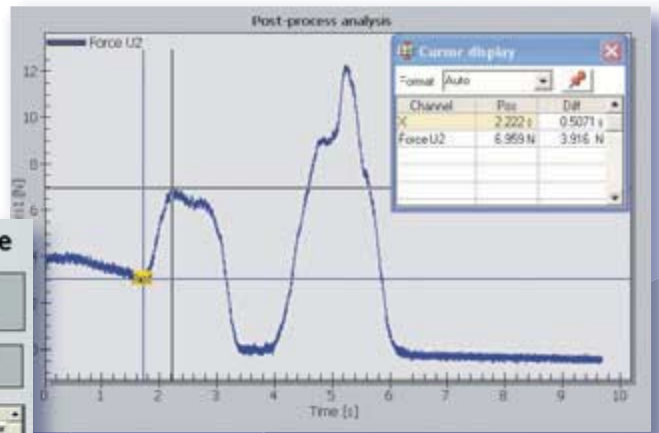 Post-process analysis
Force U2
Cursor display
Format Auto
Channel Pos Diff
X 2.222 s 0.5071 s
Force U2 6.959 N 3.916 N
12
10
8
6
0
0 1 2 3 4 5 6 7 8 9 10
Time [s]